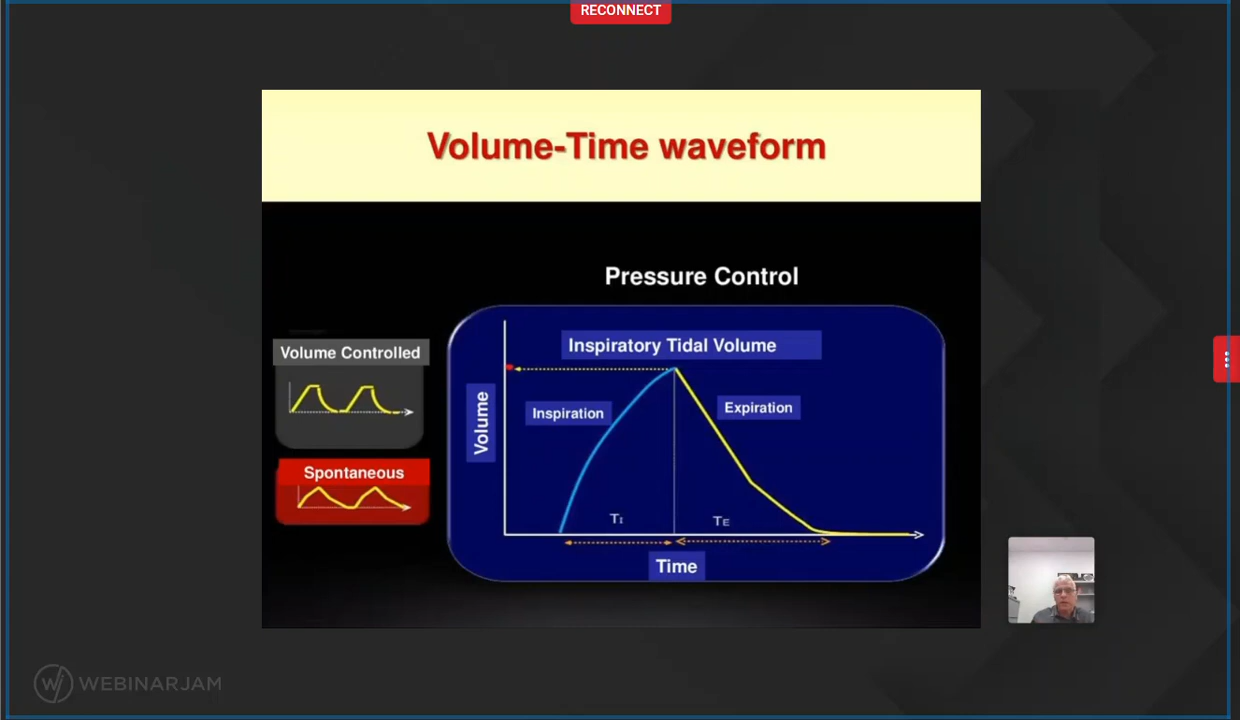 RECONNECT
Volume-Time waveform
Pressure Control
Volume Controlled
Spontaneous
Inspiratory Tidal Volume
Volume
Inspiration
Expiration
TI
TE
Time
WEBINARJAM